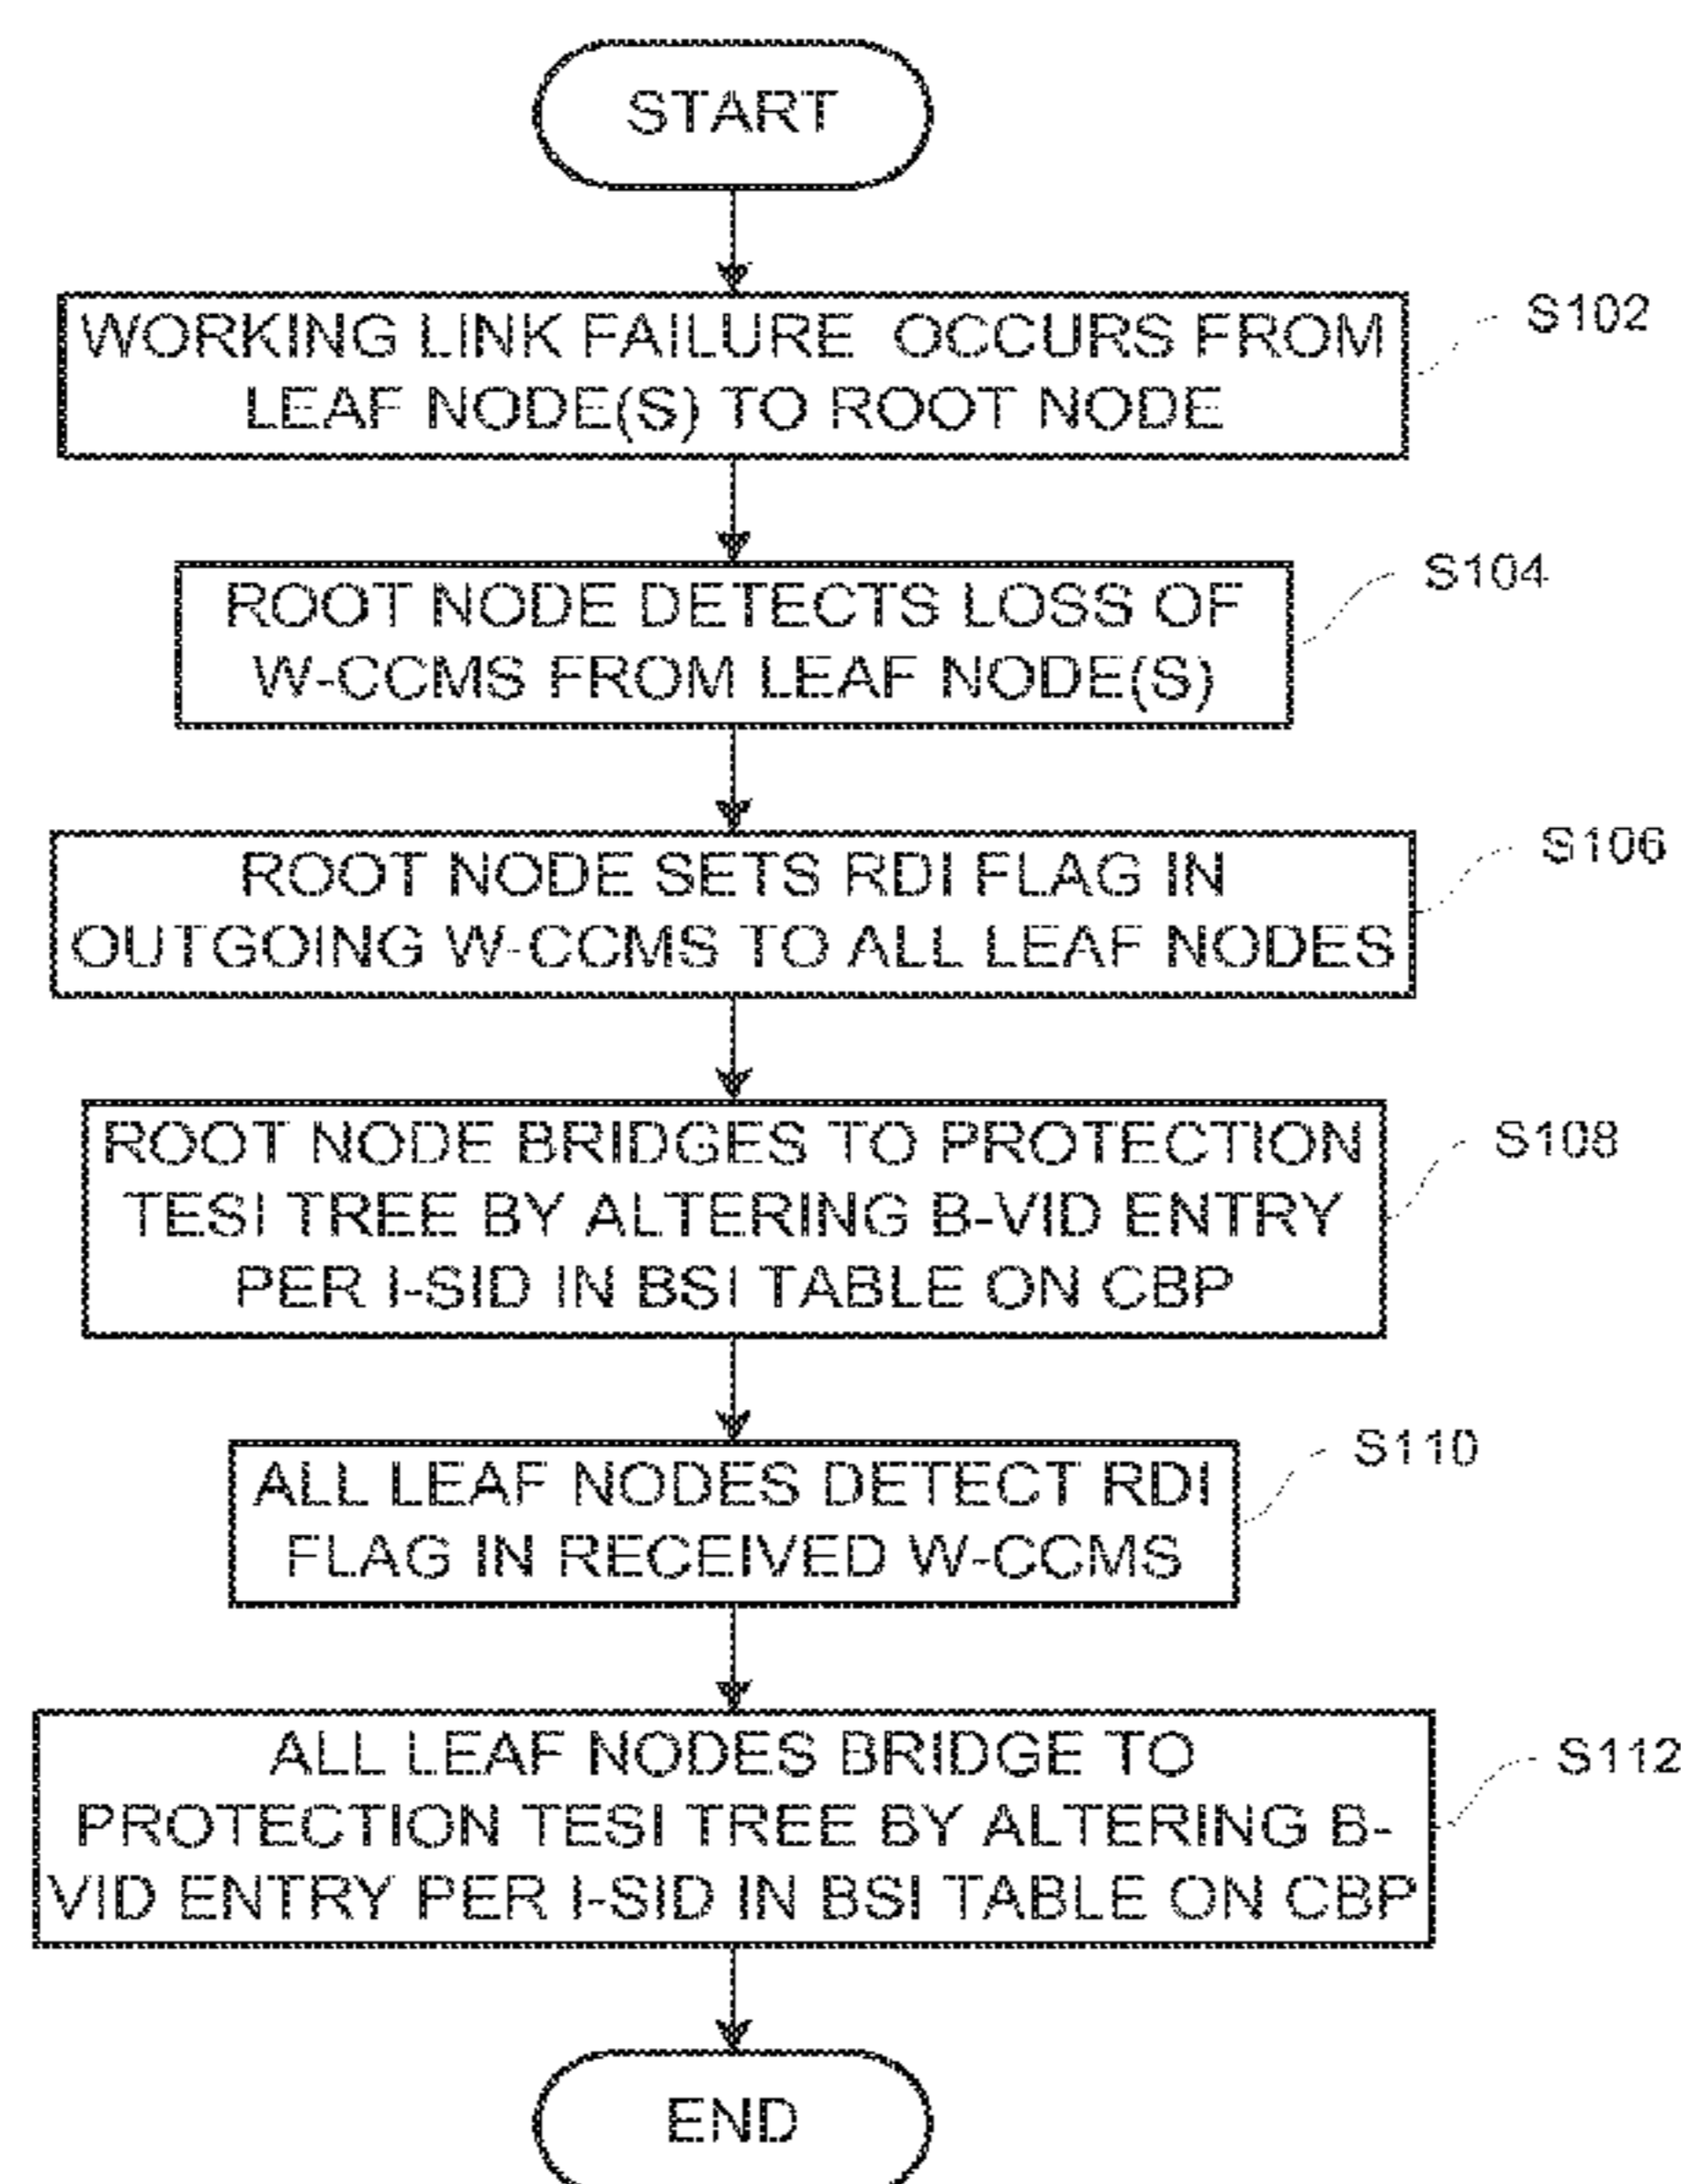 START
WORKING LINK FAILURE OCCURS FROM
LEAF NODE(S) TO ROOT NODE
S102
ROOT NODE DETECTS LOSS OF
W-CCMS FROM LEAF NODE(S)
S104
ROOT NODE SETS RDI FLAG IN
OUTGOING W-CCMS TO ALL LEAF NODES
S106
ROOT NODE BRIDGES TO PROTECTION
TESI TREE BY ALTERING B-VID ENTRY
PER I-SID IN BSI TABLE ON CBP
S108
ALL LEAF NODES DETECT RDI
FLAG IN RECEIVED W-CCMS
S110
ALL LEAF NODES BRIDGE TO
PROTECTION TESI TREE BY ALTERING B-
VID ENTRY PER I-SID IN BSI TABLE ON CBP
S112
END